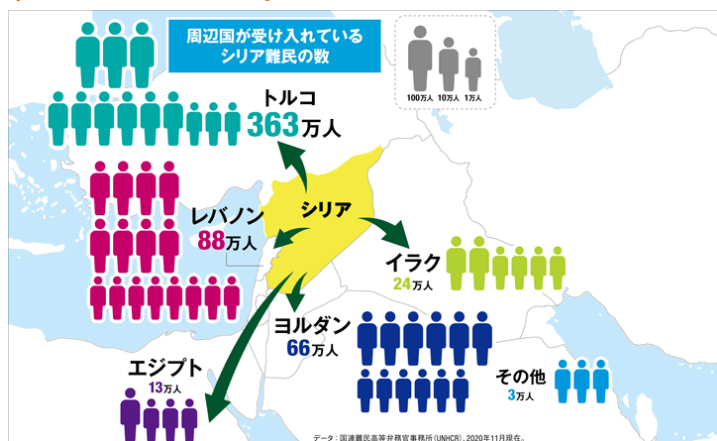 周辺国が受け入れている
シリア難民の数
100万人 10万人 1万人
トルコ
363万人
レバノン
88万人
シリア
イラク
24万人
ヨルダン
66万人
エジプト
13万人
その他
3万人
データ:国連難民高等弁務官事務所(UNHCR)、2020年11月現在。